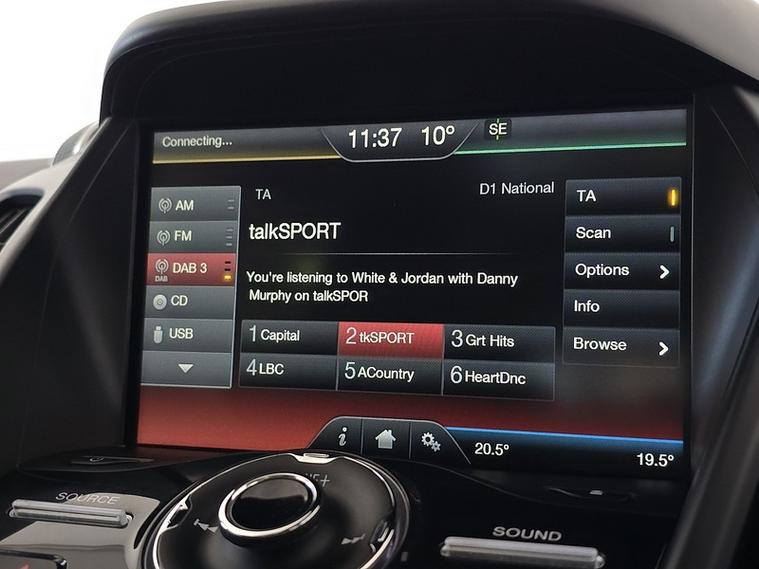 Connecting...
11:37 10°
SE
AM
FM
DAB 3
DAB
CD
USB
TA
D1 National
talkSPORT
You're listening to White & Jordan with Danny
Murphy on talkSPOR
1 Capital
2 tkSPORT
3 Grt Hits
4 LBC
5 ACountry
6 HeartDnc
TA
Scan
Options
Info
Browse
i
20.5°
19.5°
SOURCE
SOUND